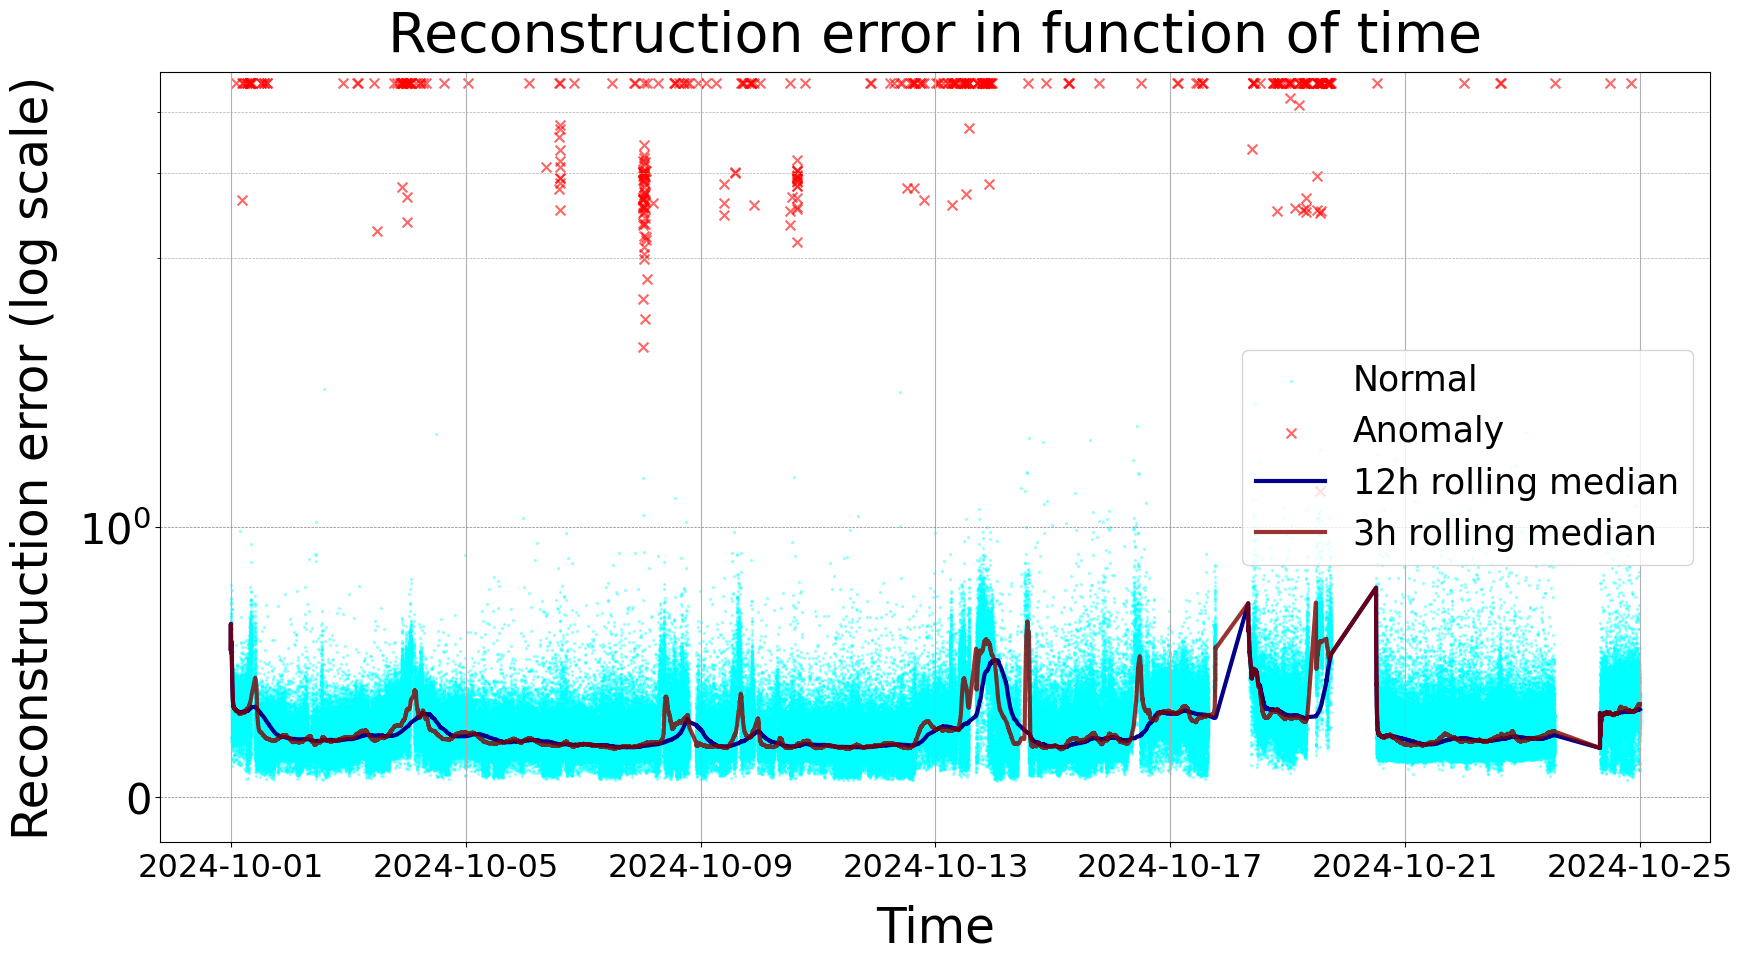 Reconstruction error in function of time
Reconstruction error (log scale)
10⁰
0
Normal
Anomaly
12h rolling median
3h rolling median
2024-10-01
2024-10-05
2024-10-09
2024-10-13
2024-10-17
2024-10-21
2024-10-25
Time